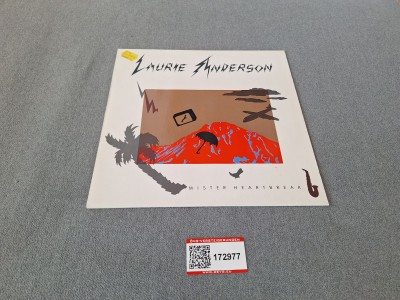 LAURIE ANDERSON
MISTER HEARTBREAK
172977